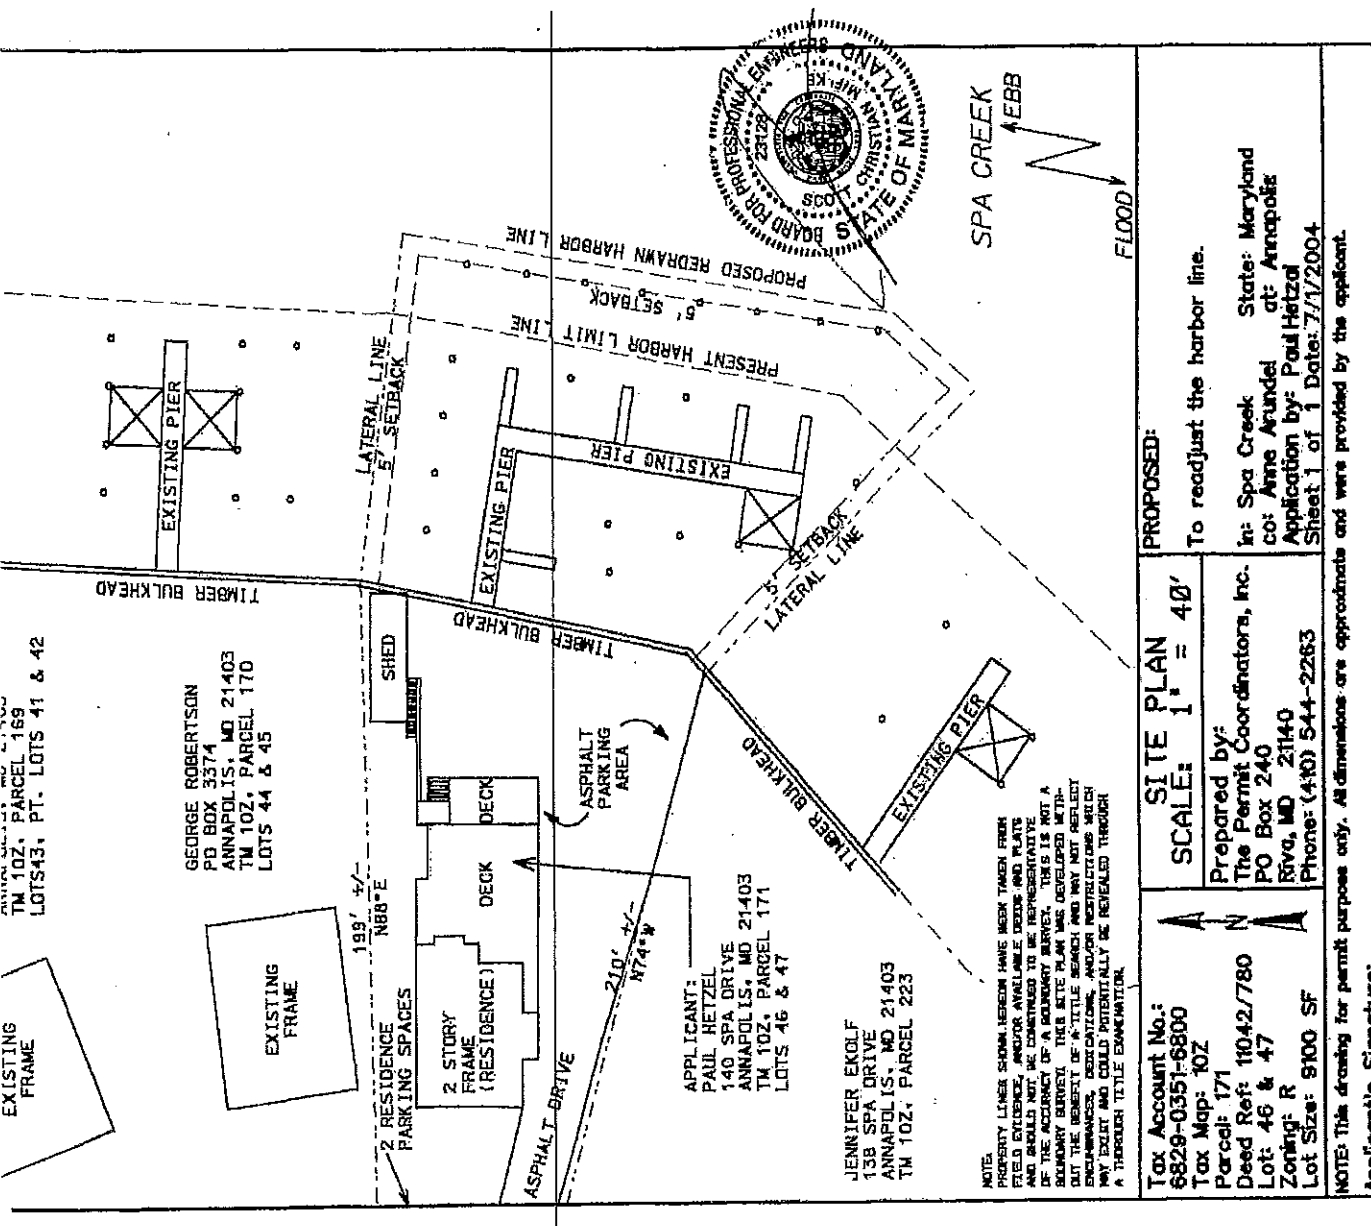 EXISTING
FRAME
TM 10Z, PARCEL 169
LOTS43, PT. LOTS 41 & 42
GEORGE ROBERTSON
PO BOX 3374
ANNAPOLIS, MD 21403
TM 10Z, PARCEL 170
LOTS 44 & 45
EXISTING
FRAME
TIMBER BULKHEAD
EXISTING PIER
199' +/-
N88°E
2 RESIDENCE
PARKING SPACES
SHED
LATERAL LINE
5' SETBACK
2 STORY
FRAME
(RESIDENCE)
DECK
DECK
TIMBER BULKHEAD
TIMBER BULKHEAD
EXISTING PIER
EXISTING PIER
EXISTING PIER
PRESENT HARBOR LIMIT LINE
5' SETBACK
PROPOSED REDRAWN HARBOR LINE
ASPHALT DRIVE
ASPHALT
PARKING
AREA
210' +/-
N74°W
APPLICANT:
PAUL HETZEL
140 SPA DRIVE
ANNAPOLIS, MD 21403
TM 10Z, PARCEL 171
LOTS 46 & 47
5' SETBACK
LATERAL LINE
TIMBER BULKHEAD
EXISTING PIER
JENNIFER EKOLF
138 SPA DRIVE
ANNAPOLIS, MD 21403
TM 10Z, PARCEL 223
BOARD FOR PROFESSIONAL ENGINEERS
STATE OF MARYLAND
23128
SCOTT CHRISTIAN
SPA CREEK
EBB
FLOOD
NOTE:
PROPERTY LINES SHOWN HEREON HAVE BEEN TAKEN FROM
FIELD EVIDENCE, AND/OR AVAILABLE DEEDS AND PLATS
AND SHOULD NOT BE CONSTRUED TO BE REPRESENTATIVE
OF THE ACCURACY OF A BOUNDARY SURVEY. THIS IS NOT A
BOUNDARY SURVEY. THIS SITE PLAN WAS DEVELOPED WITH-
OUT THE BENEFIT OF A TITLE SEARCH AND MAY NOT REFLECT
ENCUMBRANCES, DEDICATIONS, AND/OR RESTRICTIONS WHICH
MAY EXIST AND COULD POTENTIALLY BE REVEALED THROUGH
A THOROUGH TITLE EXAMINATION.
Tax Account No.:
6829-0351-6800
Tax Map: 10Z
Parcel: 171
Deed Ref: 11042/780
Lot: 46 & 47
Zoning: R
Lot Size: 9100 SF
N
SITE PLAN
SCALE: 1" = 40'
Prepared by:
The Permit Coordinators, Inc.
PO Box 240
Riva, MD 21140
Phone: (410) 544-2263
PROPOSED:
To readjust the harbor line.
In: Spa Creek State: Maryland
co: Anne Arundel at: Annapolis
Application by: Paul Hetzel
Sheet 1 of 1 Date: 7/1/2004
NOTE: This drawing for permit purposes only. All dimensions are approximate and were provided by the applicant.